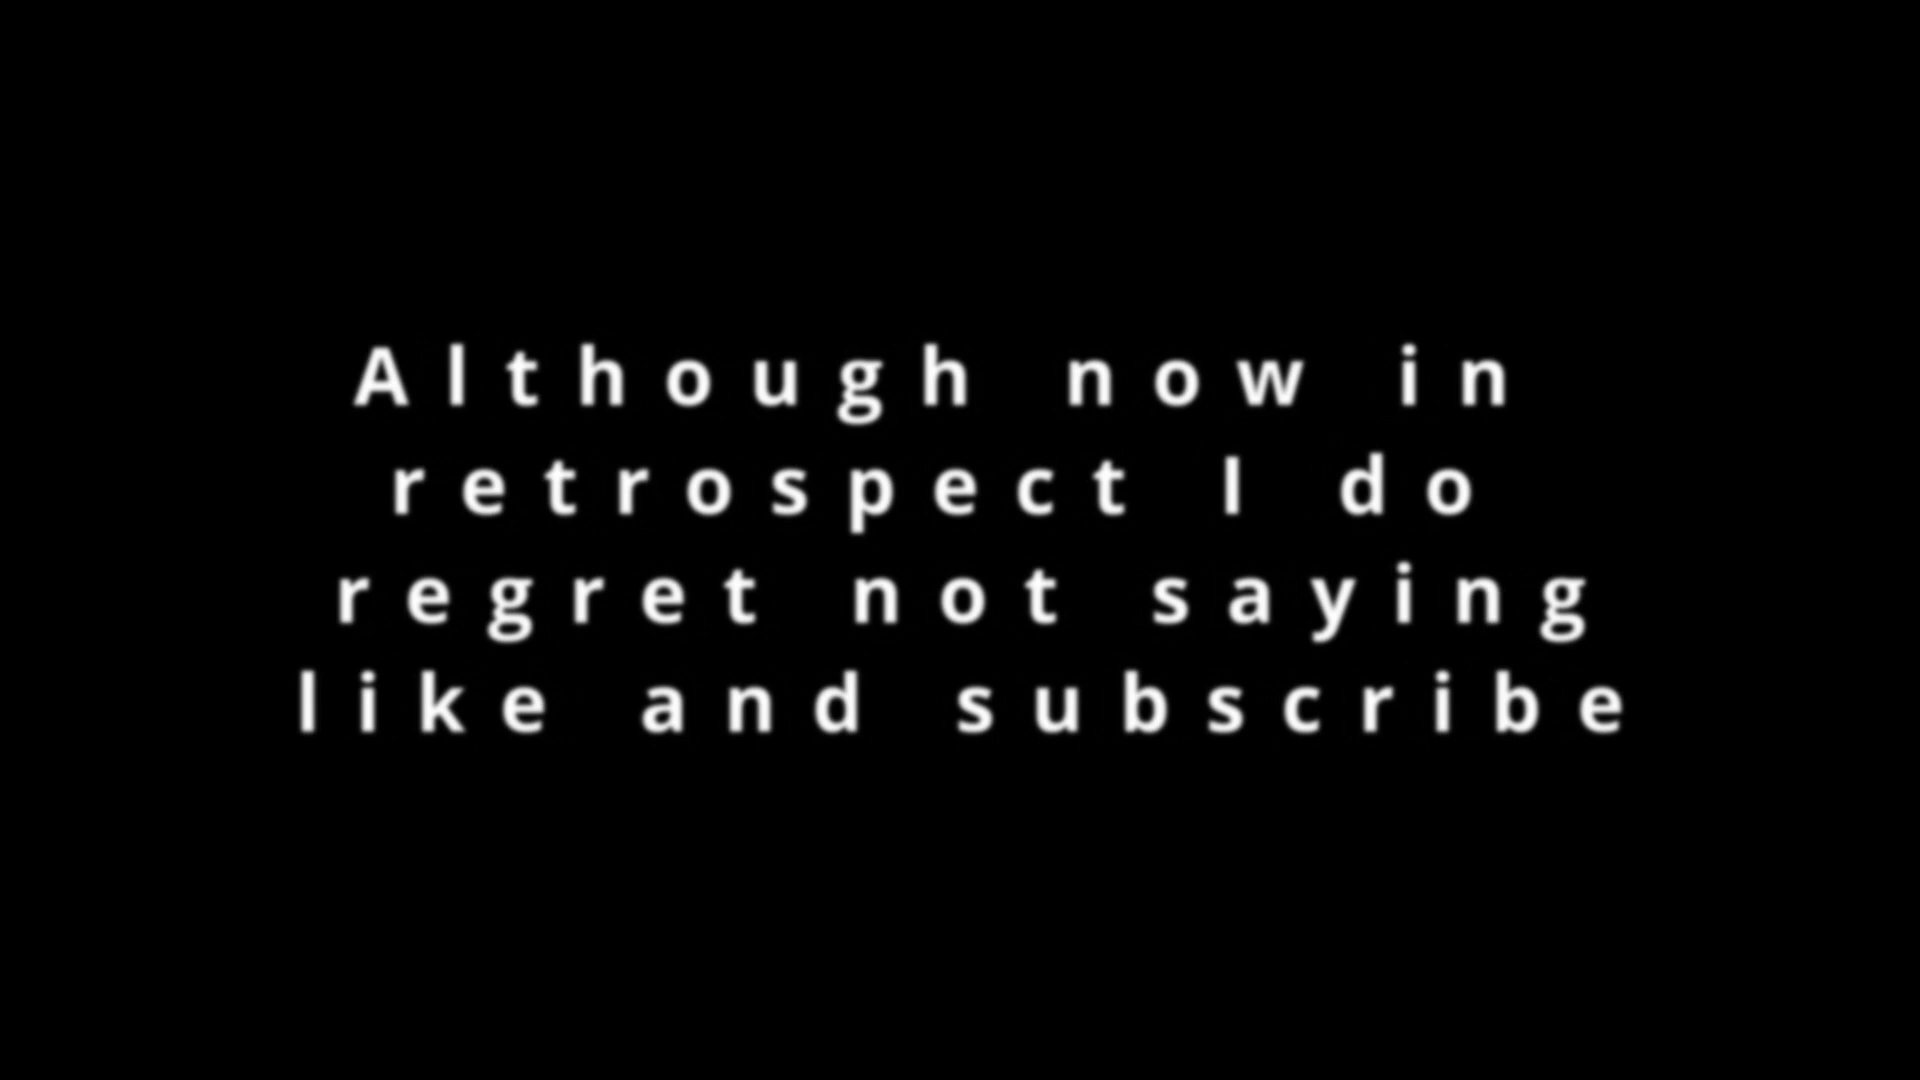 Although now in
retrospect I do
regret not saying
like and subscribe